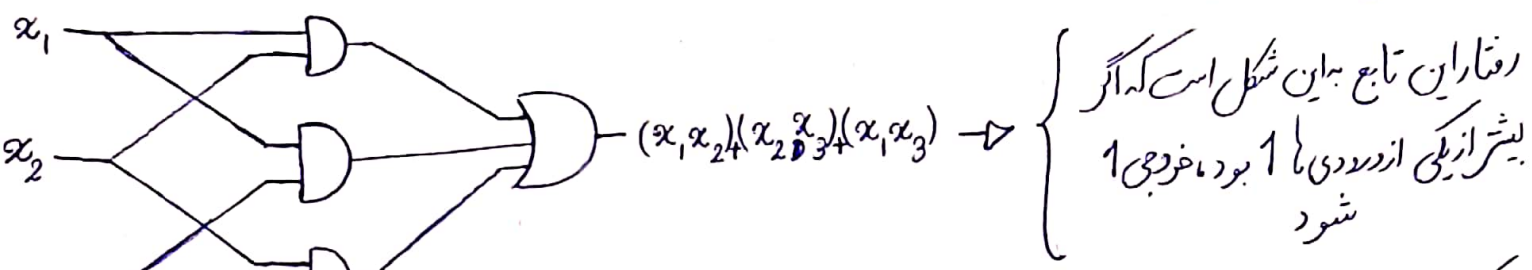 x₁
x₂
(x₁x₂)+(x₂x₃)+(x₁x₃)
رفتار این تابع به این شکل است که اگر
بیشتر از یکی از ورودی ها 1 بود، خروجی 1
شود